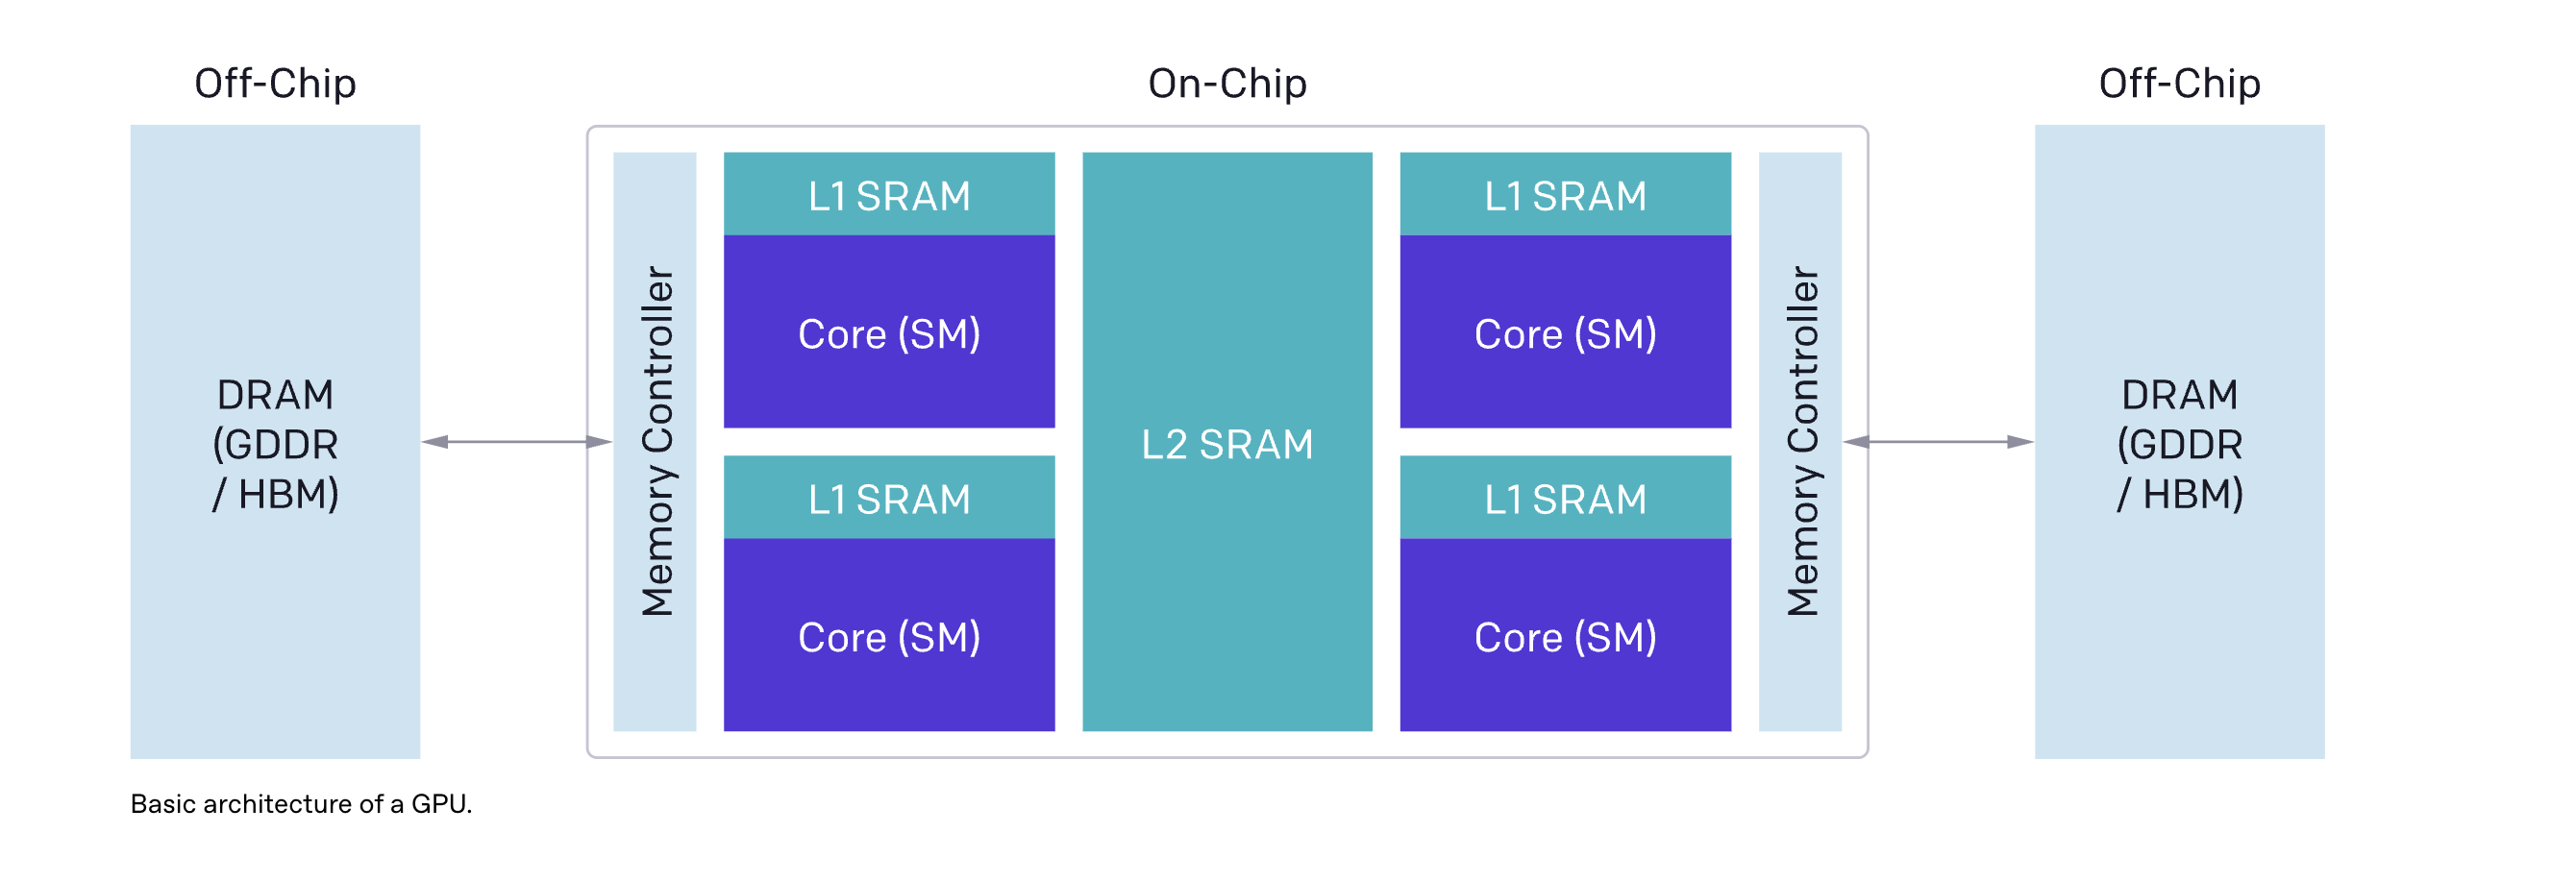 Off-Chip
On-Chip
Off-Chip
DRAM
(GDDR
/ HBM)
Memory Controller
L1 SRAM
Core (SM)
L1 SRAM
Core (SM)
L2 SRAM
L1 SRAM
Core (SM)
L1 SRAM
Core (SM)
Memory Controller
DRAM
(GDDR
/ HBM)
Basic architecture of a GPU.